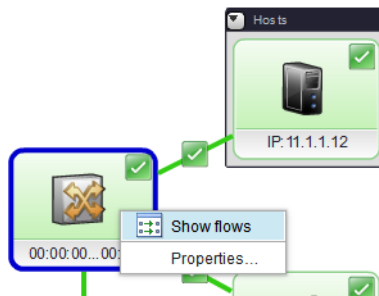 Hosts
IP: 11.1.1.12
Show flows
00:00:00...00:
Properties...